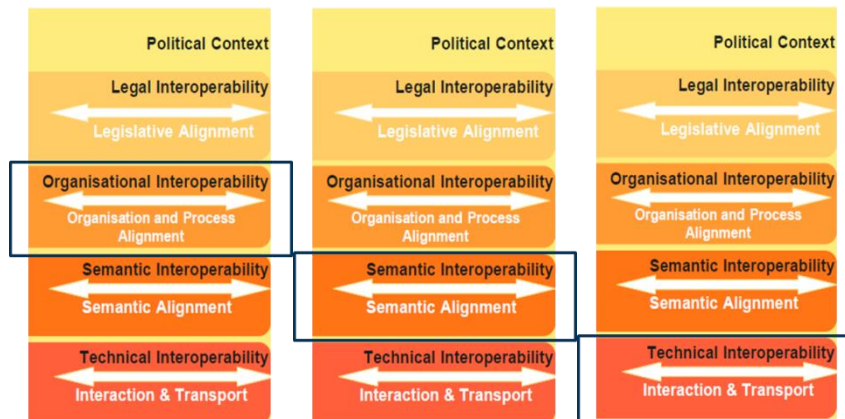 Political Context
Legal Interoperability
Legislative Alignment
Organisational Interoperability
Organisation and Process
Alignment
Semantic Interoperability
Semantic Alignment
Technical Interoperability
Interaction & Transport
Political Context
Legal Interoperability
Legislative Alignment
Organisational Interoperability
Organisation and Process
Alignment
Semantic Interoperability
Semantic Alignment
Technical Interoperability
Interaction & Transport
Political Context
Legal Interoperability
Legislative Alignment
Organisational Interoperability
Organisation and Process
Alignment
Semantic Interoperability
Semantic Alignment
Technical Interoperability
Interaction & Transport